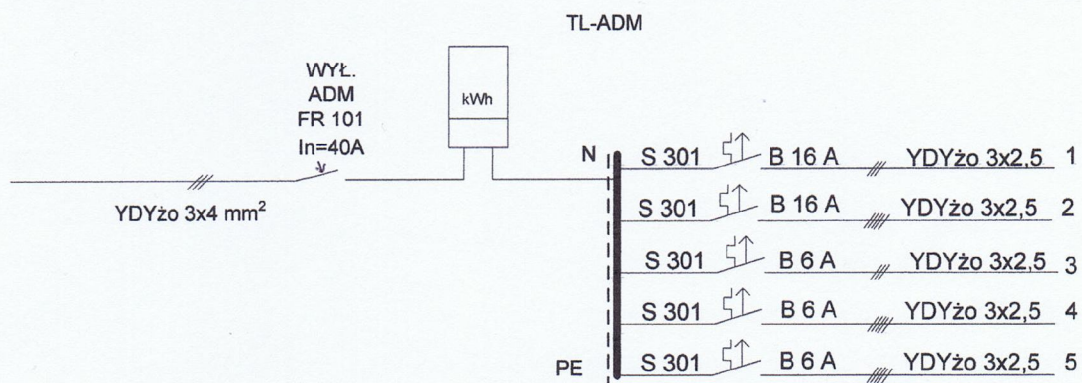 TL-ADM
WYŁ.
ADM
FR 101
In=40A
kWh
YDYżo 3x4 mm²
N
S 301 B 16 A YDYżo 3x2,5 1
S 301 B 16 A YDYżo 3x2,5 2
S 301 B 6 A YDYżo 3x2,5 3
S 301 B 6 A YDYżo 3x2,5 4
S 301 B 6 A YDYżo 3x2,5 5
PE